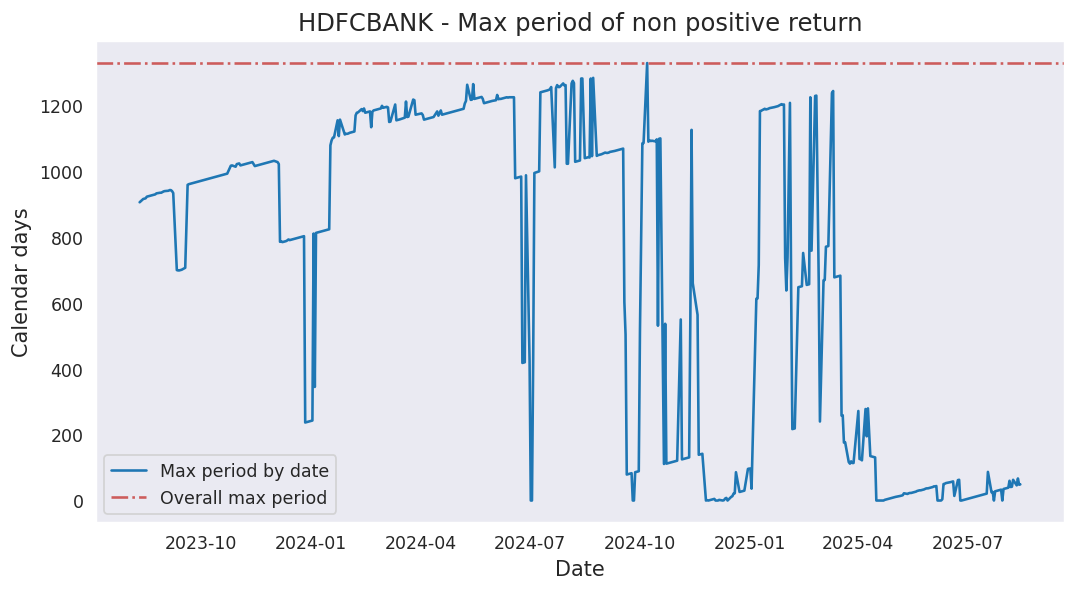 HDFCBANK - Max period of non positive return
Calendar days
1200
1000
800
600
400
200
0
Max period by date
Overall max period
2023-10 2024-01 2024-04 2024-07 2024-10 2025-01 2025-04 2025-07
Date